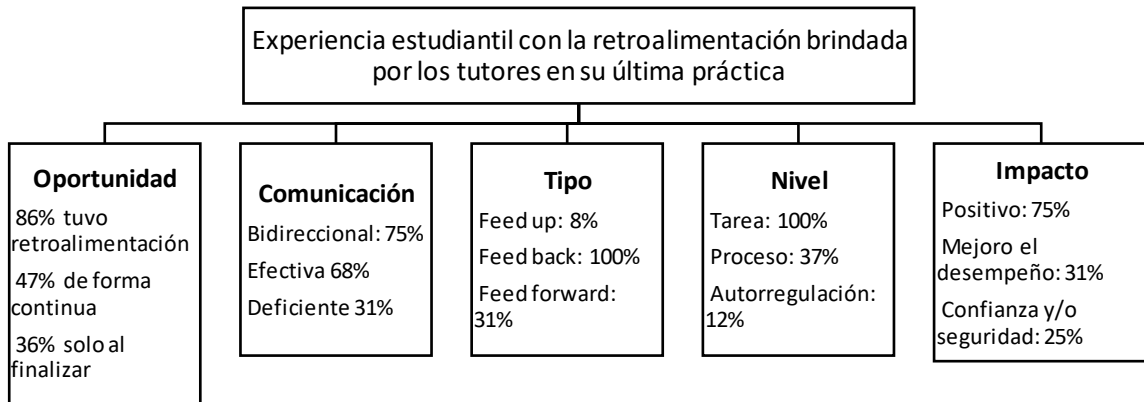 Experiencia estudiantil con la retroalimentación brindada
por los tutores en su última práctica
Oportunidad
86% tuvo
retroalimentación
47% de forma
continua
36% solo al
finalizar
Comunicación
Bidireccional: 75%
Efectiva 68%
Deficiente 31%
Tipo
Feed up: 8%
Feed back: 100%
Feed forward:
31%
Nivel
Tarea: 100%
Proceso: 37%
Autorregulación:
12%
Impacto
Positivo: 75%
Mejoro el
desempeño: 31%
Confianza y/o
seguridad: 25%